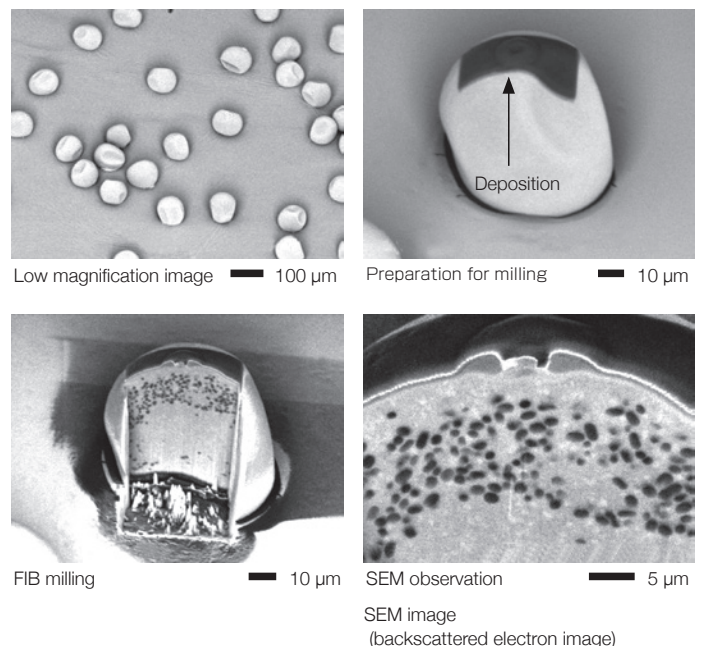 Deposition
Low magnification image 100 µm
Preparation for milling 10 µm
FIB milling 10 µm
SEM observation 5 µm
SEM image
(backscattered electron image)